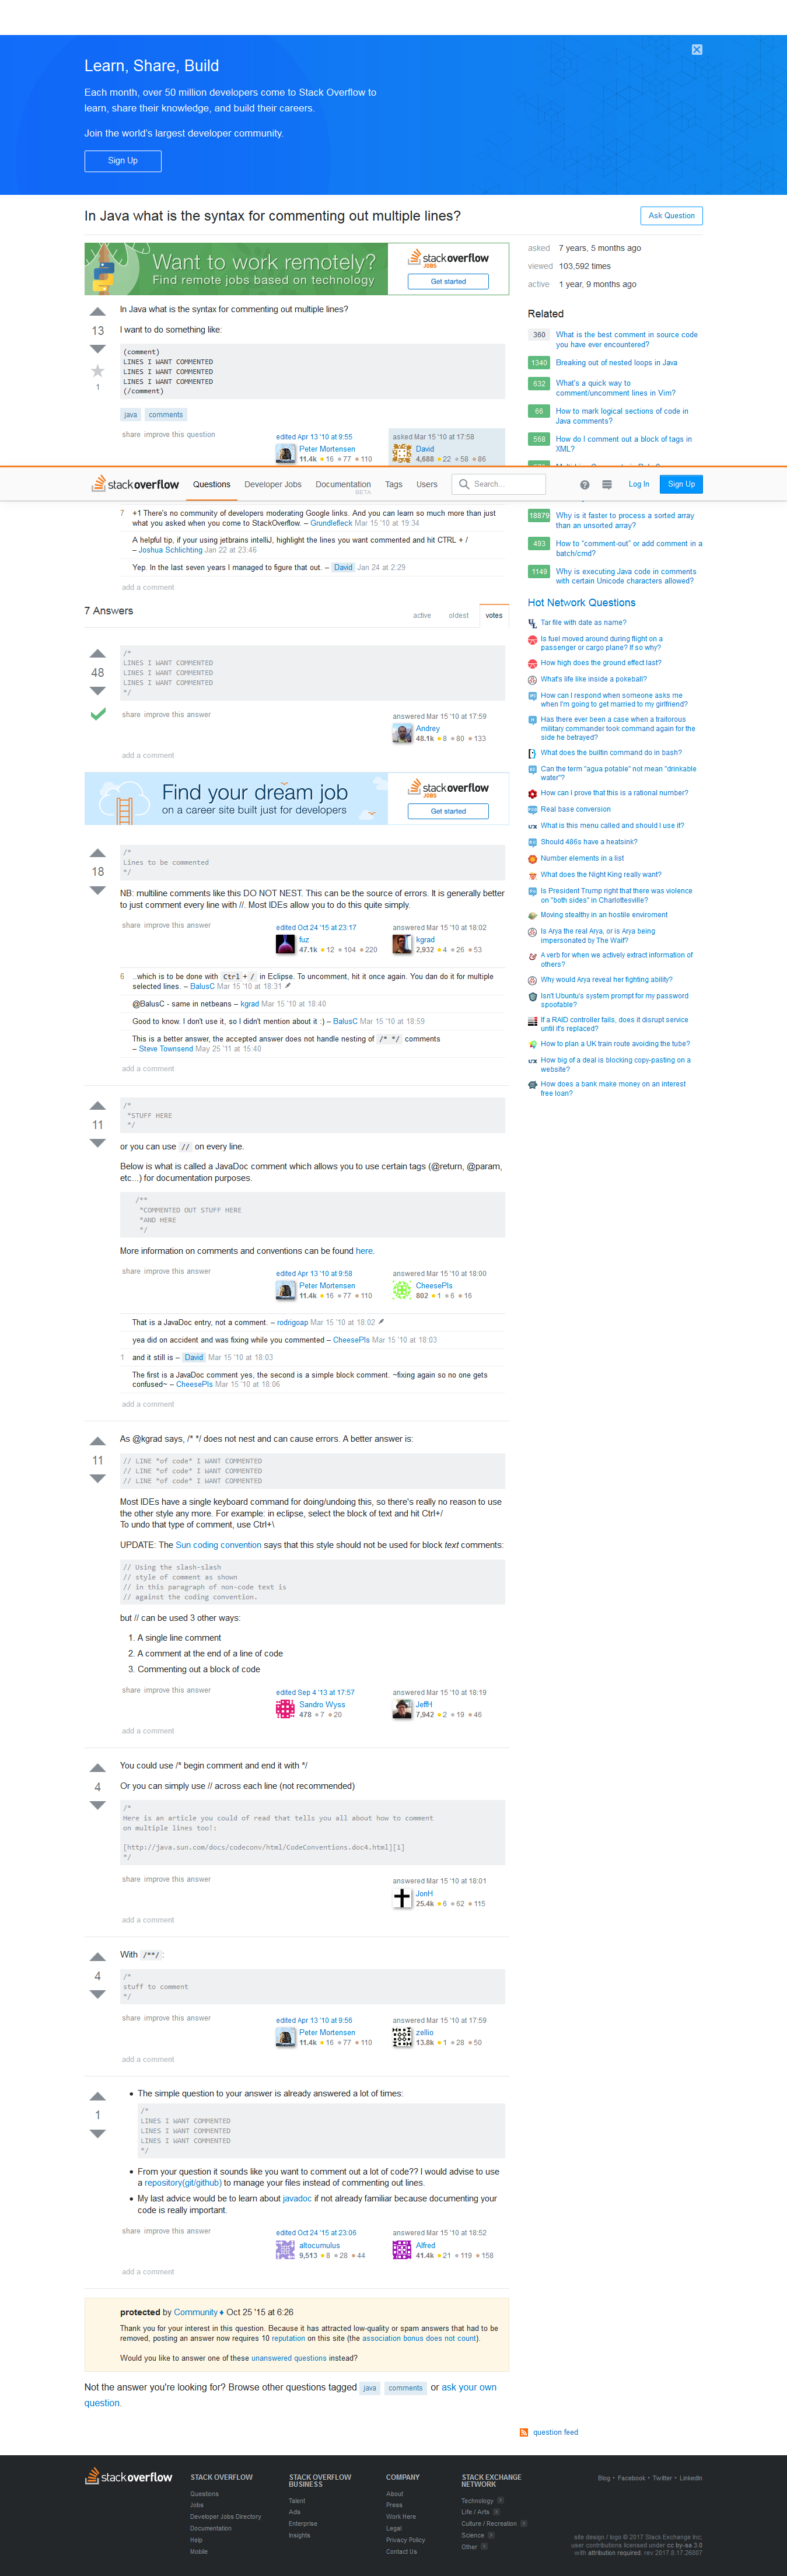 Learn, Share, Build
Each month, over 50 million developers come to Stack Overflow to
learn, share their knowledge, and build their careers.
Join the world's largest developer community.
Sign Up
In Java what is the syntax for commenting out multiple lines?
Ask Question
Want to work remotely?
Find remote jobs based on technology
stackoverflow
JOBS
Get started
asked 7 years, 5 months ago
viewed 103,592 times
active 1 year, 9 months ago
13
1
In Java what is the syntax for commenting out multiple lines?
I want to do something like:
(comment)
LINES I WANT COMMENTED
LINES I WANT COMMENTED
LINES I WANT COMMENTED
(/comment)
java comments
share improve this question
edited Apr 13 '10 at 9:55
Peter Mortensen
11.4k 16 77 110
asked Mar 15 '10 at 17:58
David
4,688 22 58 86
Related
360 What is the best comment in source code
you have ever encountered?
1340 Breaking out of nested loops in Java
632 What's a quick way to
comment/uncomment lines in Vim?
66 How to mark logical sections of code in
Java comments?
568 How do I comment out a block of tags in
XML?
stackoverflow Questions Developer Jobs Documentation Tags Users Search... Log In Sign Up
BETA
7 +1 There's no community of developers moderating Google links. And you can learn so much more than just
what you asked when you come to StackOverflow. – Grundlefleck Mar 15 '10 at 19:34
A helpful tip, if your using jetbrains intelliJ, highlight the lines you want commented and hit CTRL + /
– Joshua Schlichting Jan 22 at 23:46
Yep. In the last seven years I managed to figure that out. – David Jan 24 at 2:29
add a comment
18879 Why is it faster to process a sorted array
than an unsorted array?
493 How to "comment-out" or add comment in a
batch/cmd?
1149 Why is executing Java code in comments
with certain Unicode characters allowed?
Hot Network Questions
Tar file with date as name?
Is fuel moved around during flight on a
passenger or cargo plane? If so why?
How high does the ground effect last?
What's life like inside a pokeball?
How can I respond when someone asks me
when I'm going to get married to my girlfriend?
Has there ever been a case when a traitorous
military commander took command again for the
side he betrayed?
What does the builtin command do in bash?
Can the term "agua potable" not mean "drinkable
water"?
How can I prove that this is a rational number?
Real base conversion
What is this menu called and should I use it?
Should 486s have a heatsink?
Number elements in a list
What does the Night King really want?
Is President Trump right that there was violence
on "both sides" in Charlottesville?
Moving stealthy in an hostile enviroment
Is Arya the real Arya, or is Arya being
impersonated by The Waif?
A verb for when we actively extract information of
others?
Why would Arya reveal her fighting ability?
Isn't Ubuntu's system prompt for my password
spoofable?
If a RAID controller fails, does it disrupt service
until it's replaced?
How to plan a UK train route avoiding the tube?
How big of a deal is blocking copy-pasting on a
website?
How does a bank make money on an interest
free loan?
7 Answers
active oldest votes
48
/*
LINES I WANT COMMENTED
LINES I WANT COMMENTED
LINES I WANT COMMENTED
*/
share improve this answer
answered Mar 15 '10 at 17:59
Andrey
48.1k 8 80 133
add a comment
Find your dream job
on a career site built just for developers
stackoverflow
JOBS
Get started
18
/*
Lines to be commented
*/
NB: multiline comments like this DO NOT NEST. This can be the source of errors. It is generally better
to just comment every line with //. Most IDEs allow you to do this quite simply.
share improve this answer
edited Oct 24 '15 at 23:17
fuz
47.1k 12 104 220
answered Mar 15 '10 at 18:02
kgrad
2,932 4 26 53
6 ..which is to be done with Ctrl + / in Eclipse. To uncomment, hit it once again. You can do it for multiple
selected lines. – BalusC Mar 15 '10 at 18:31
@BalusC - same in netbeans – kgrad Mar 15 '10 at 18:40
Good to know. I don't use it, so I didn't mention about it :) – BalusC Mar 15 '10 at 18:59
This is a better answer, the accepted answer does not handle nesting of /* */ comments
– Steve Townsend May 25 '11 at 15:40
add a comment
11
/*
*STUFF HERE
*/
or you can use // on every line.
Below is what is called a JavaDoc comment which allows you to use certain tags (@return, @param,
etc...) for documentation purposes.
/**
*COMMENTED OUT STUFF HERE
*AND HERE
*/
More information on comments and conventions can be found here.
share improve this answer
edited Apr 13 '10 at 9:58
Peter Mortensen
11.4k 16 77 110
answered Mar 15 '10 at 18:00
CheesePls
802 1 6 16
That is a JavaDoc entry, not a comment. – rodrigoap Mar 15 '10 at 18:02
yea did on accident and was fixing while you commented – CheesePls Mar 15 '10 at 18:03
1 and it still is – David Mar 15 '10 at 18:03
The first is a JavaDoc comment yes, the second is a simple block comment. ~fixing again so no one gets
confused~ – CheesePls Mar 15 '10 at 18:06
add a comment
11
As @kgrad says, /* */ does not nest and can cause errors. A better answer is:
// LINE *of code* I WANT COMMENTED
// LINE *of code* I WANT COMMENTED
// LINE *of code* I WANT COMMENTED
Most IDEs have a single keyboard command for doing/undoing this, so there's really no reason to use
the other style any more. For example: in eclipse, select the block of text and hit Ctrl+/
To undo that type of comment, use Ctrl+\
UPDATE: The Sun coding convention says that this style should not be used for block text comments:
// Using the slash-slash
// style of comment as shown
// in this paragraph of non-code text is
// against the coding convention.
but // can be used 3 other ways:
1. A single line comment
2. A comment at the end of a line of code
3. Commenting out a block of code
share improve this answer
edited Sep 4 '13 at 17:57
Sandro Wyss
478 7 20
answered Mar 15 '10 at 18:19
JeffH
7,942 2 19 46
add a comment
4
You could use /* begin comment and end it with */
Or you can simply use // across each line (not recommended)
/*
Here is an article you could of read that tells you all about how to comment
on multiple lines too!:
[http://java.sun.com/docs/codeconv/html/CodeConventions.doc4.html][1]
*/
share improve this answer
answered Mar 15 '10 at 18:01
JonH
25.4k 6 62 115
add a comment
4
With /**/:
/*
stuff to comment
*/
share improve this answer
edited Apr 13 '10 at 9:56
Peter Mortensen
11.4k 16 77 110
answered Mar 15 '10 at 17:59
zellio
13.8k 1 28 50
add a comment
1
The simple question to your answer is already answered a lot of times:
/*
LINES I WANT COMMENTED
LINES I WANT COMMENTED
LINES I WANT COMMENTED
*/
From your question it sounds like you want to comment out a lot of code?? I would advise to use
a repository(git/github) to manage your files instead of commenting out lines.
My last advice would be to learn about javadoc if not already familiar because documenting your
code is really important.
share improve this answer
edited Oct 24 '15 at 23:06
altocumulus
9,513 8 28 44
answered Mar 15 '10 at 18:52
Alfred
41.4k 21 119 158
add a comment
protected by Community ♦ Oct 25 '15 at 6:26
Thank you for your interest in this question. Because it has attracted low-quality or spam answers that had to be
removed, posting an answer now requires 10 reputation on this site (the association bonus does not count).
Would you like to answer one of these unanswered questions instead?
Not the answer you're looking for? Browse other questions tagged java comments or ask your own
question.
question feed
stackoverflow
STACK OVERFLOW
Questions
Jobs
Developer Jobs Directory
Documentation
Help
Mobile
STACK OVERFLOW
BUSINESS
Talent
Ads
Enterprise
Insights
COMPANY
About
Press
Work Here
Legal
Privacy Policy
Contact Us
STACK EXCHANGE
NETWORK
Technology
Life / Arts
Culture / Recreation
Science
Other
Blog Facebook Twitter LinkedIn
site design / logo © 2017 Stack Exchange Inc;
user contributions licensed under cc by-sa 3.0
with attribution required. rev 2017.8.17.26807